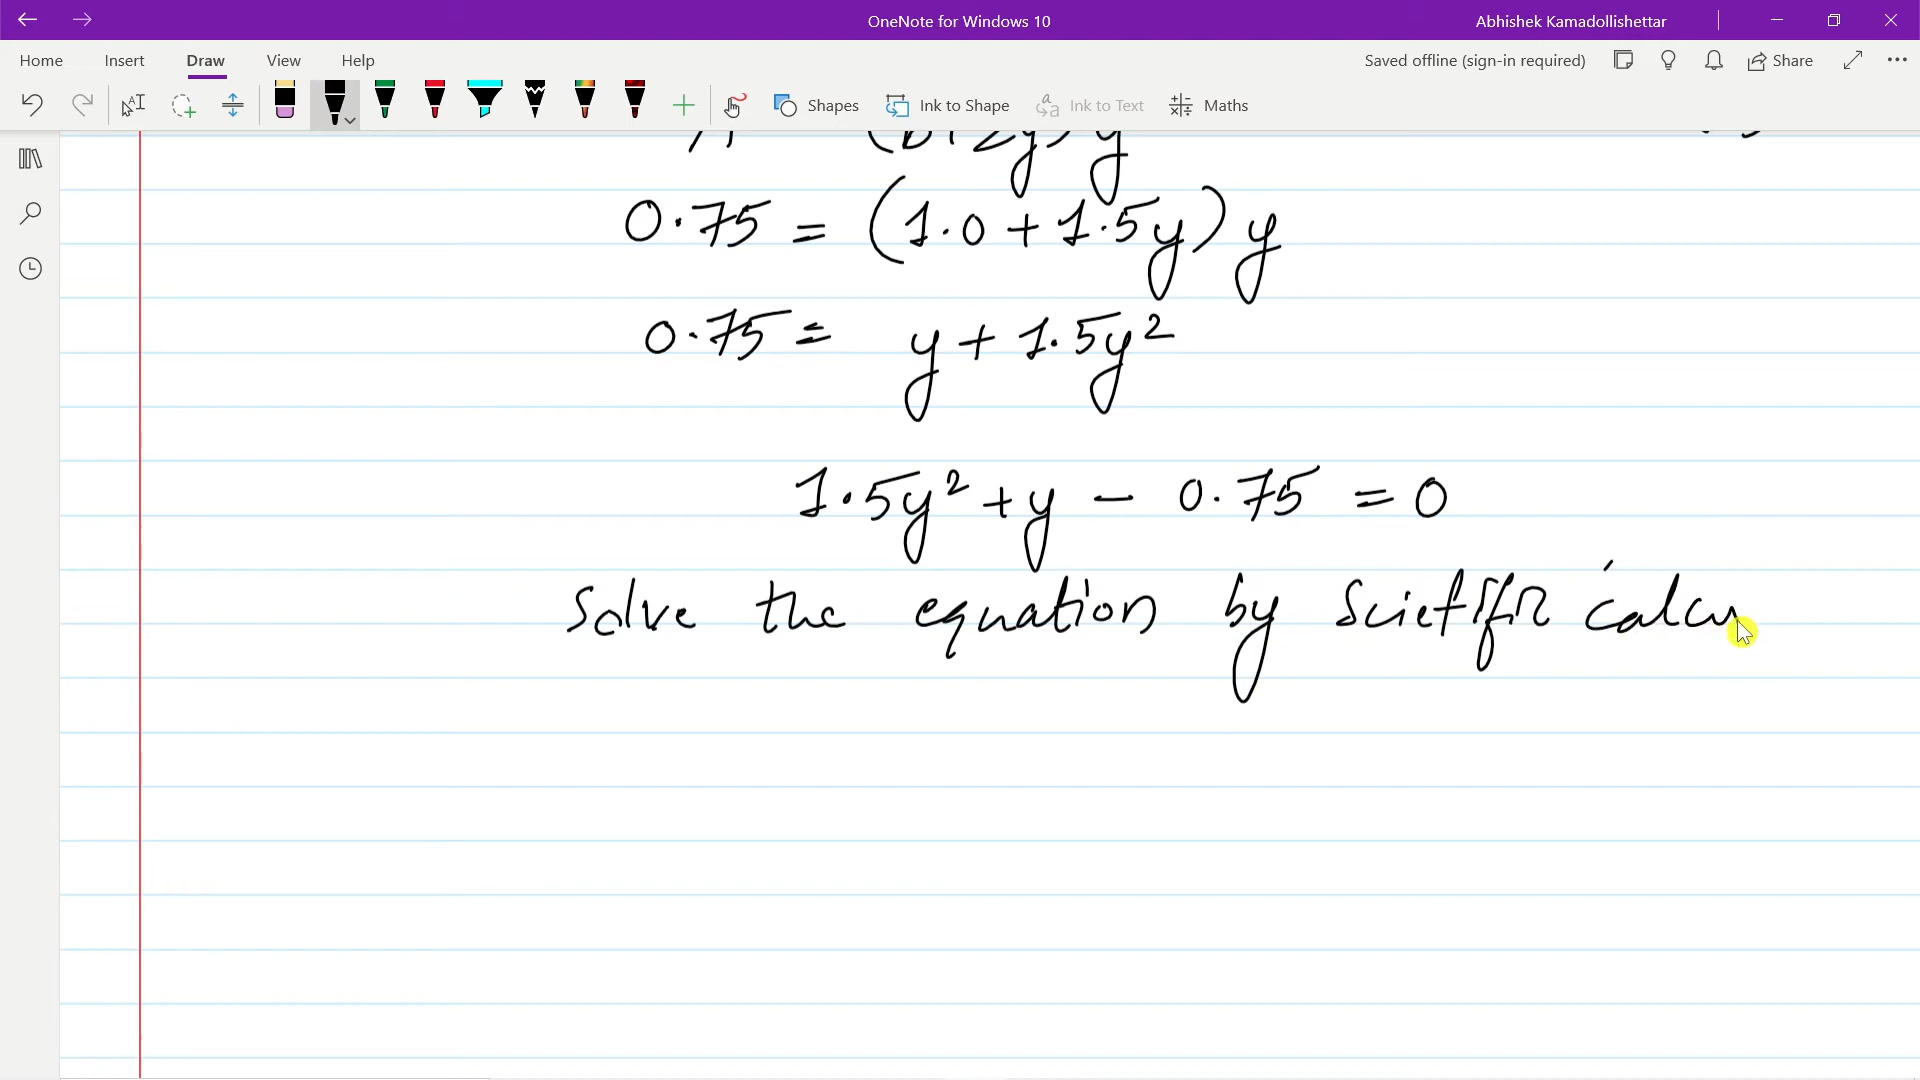 OneNote for Windows 10
Abhishek Kamadollishettar
Home Insert Draw View Help
Saved offline (sign-in required) Share
Shapes Ink to Shape Ink to Text Maths
0.75 = (1.0 + 1.5y) y
0.75 = y + 1.5y²
1.5y² + y - 0.75 = 0
Solve the equation by Scietific calcu